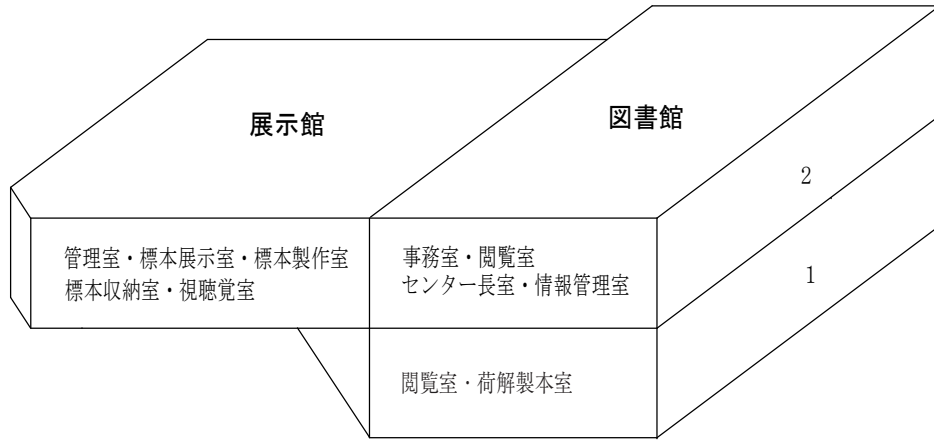 展示館
図書館
2
管理室・標本展示室・標本製作室
標本収納室・視聴覚室
事務室・閲覧室
センター長室・情報管理室
1
閲覧室・荷解製本室